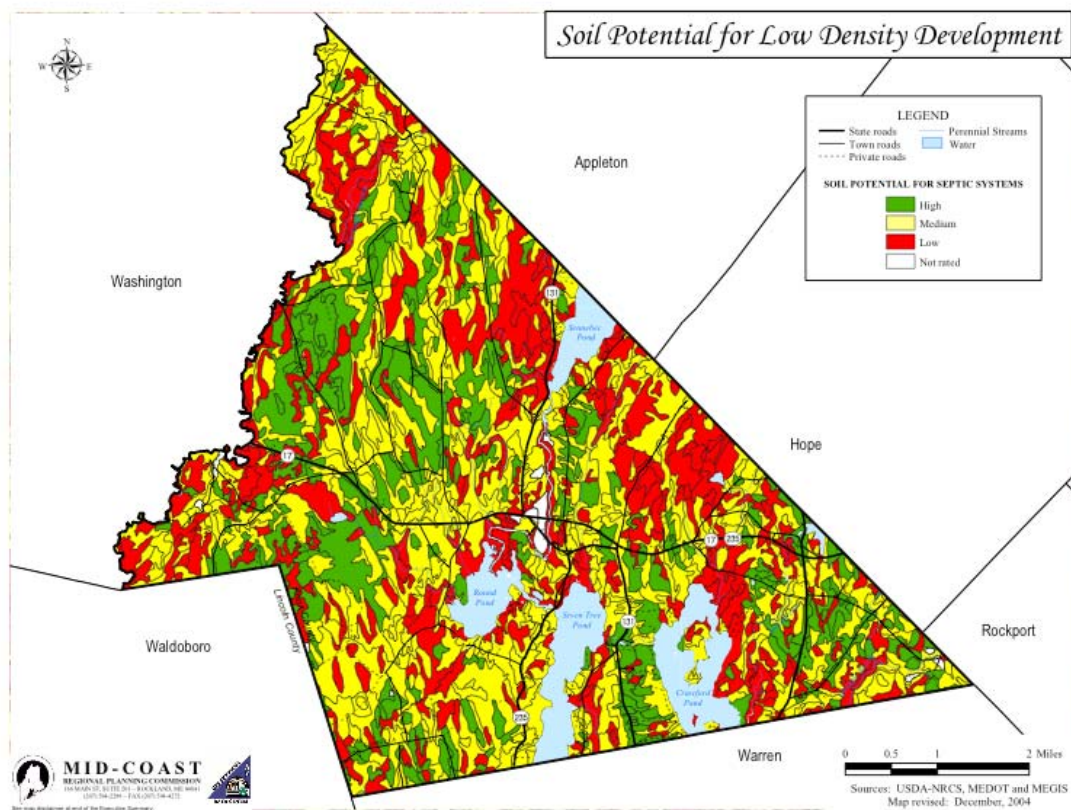 Soil Potential for Low Density Development
N
W E
S
LEGEND
State roads
Perennial Streams
Town roads
Water
Private roads
SOIL POTENTIAL FOR SEPTIC SYSTEMS
High
Medium
Low
Not rated
Appleton
Washington
131
Sennebec
Pond
Hope
17
17
235
Round
Pond
Seven Tree
Pond
131
Lincoln County
Waldoboro
Rockport
Crawford
Pond
235
Warren
0 0.5 1 2 Miles
MID-COAST
REGIONAL PLANNING COMMISSION
Sources: USDA-NRCS, MEDOT and MEGIS
Map revised: December, 2004